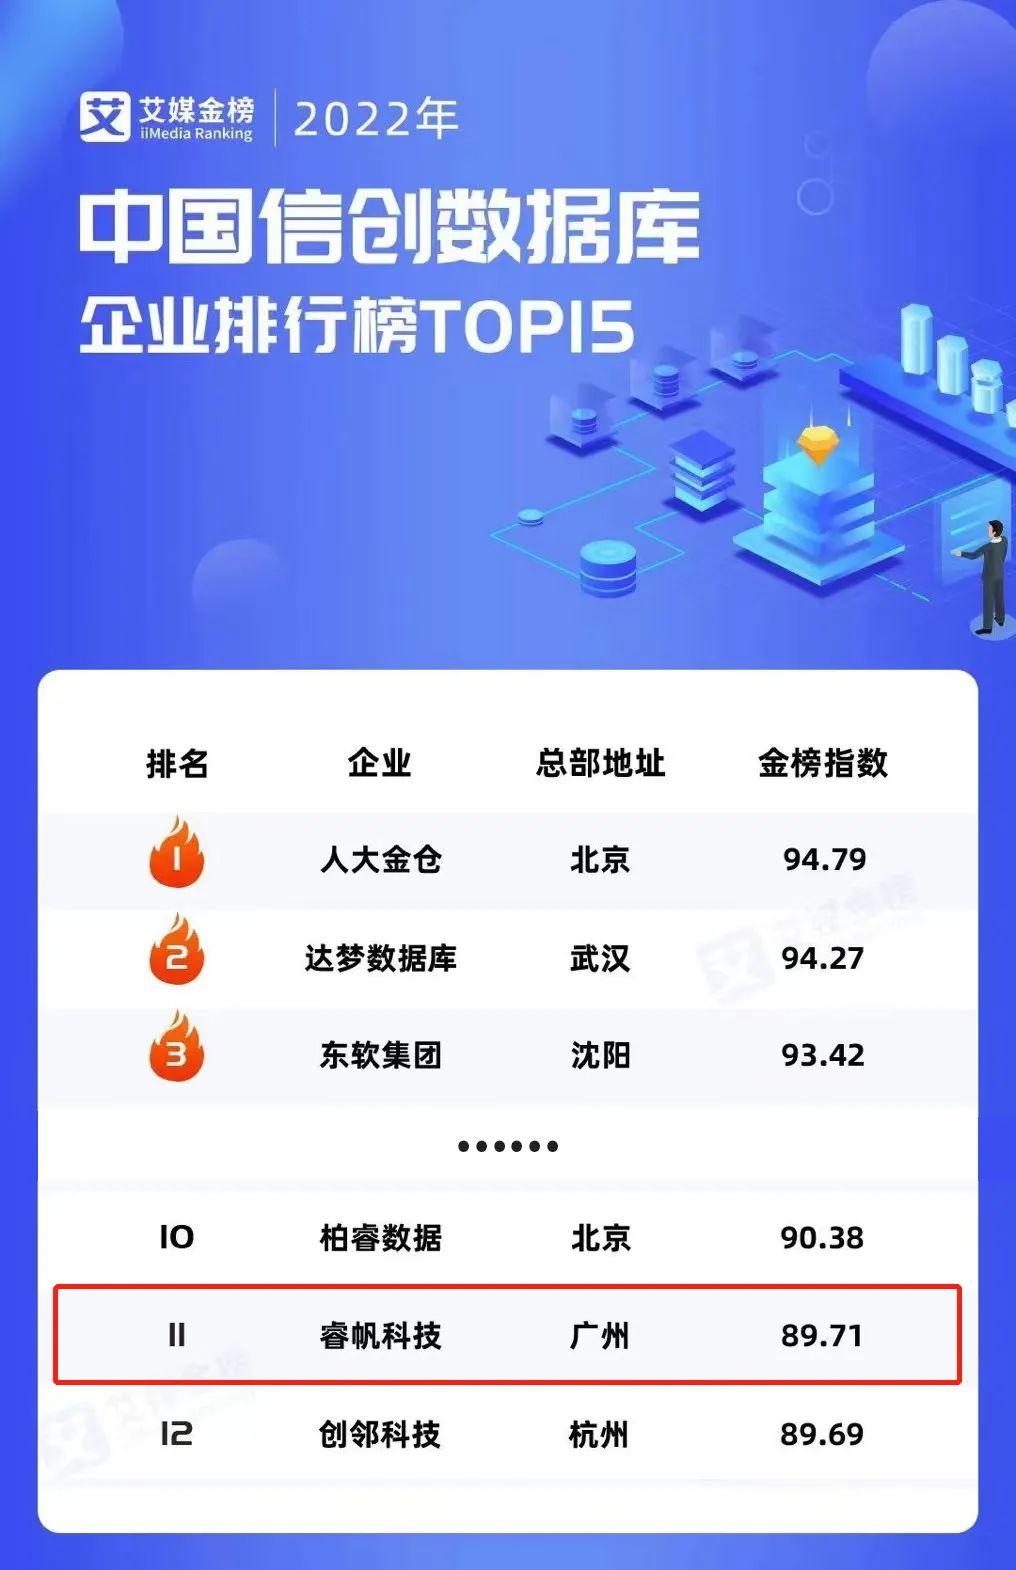 艾媒金榜
iiMedia Ranking
2022年
中国信创数据库
企业排行榜TOP15
排名 企业 总部地址 金榜指数
1 人大金仓 北京 94.79
2 达梦数据库 武汉 94.27
3 东软集团 沈阳 93.42
••••••
10 柏睿数据 北京 90.38
11 睿帆科技 广州 89.71
12 创邻科技 杭州 89.69
艾媒金榜
艾媒金榜